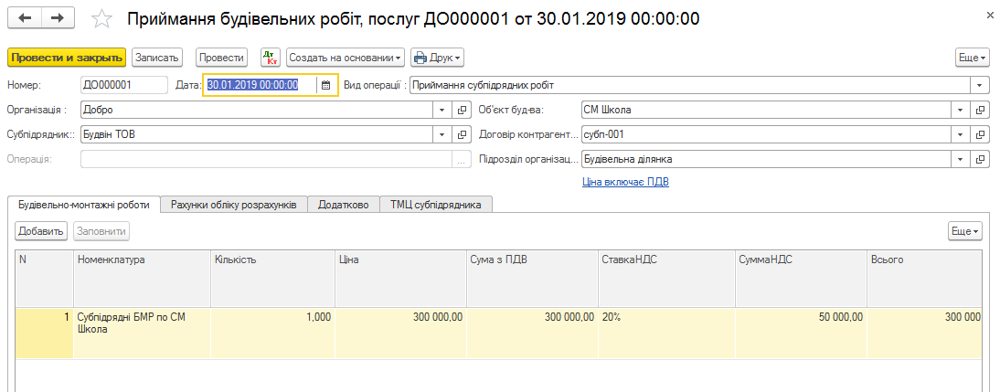 Приймання будівельних робіт, послуг ДО000001 от 30.01.2019 00:00:00
Провести и закрыть Записать Провести Дт Кт Создать на основании Друк Еще
Номер: ДО000001 Дата: 30.01.2019 00:00:00 Вид операції : Приймання субпідрядних робіт
Організація : Добро Об'єкт буд-ва: СМ Школа
Субпідрядник:: Будвін ТОВ Договір контрагент... субп-001
Операція: ... Підрозділ організац... Будівельна ділянка
Ціна включає ПДВ
Будівельно-монтажні роботи Рахунки обліку розрахунків Додатково ТМЦ субпідрядника
Добавить Заповнити Еще
N Номенклатура Кількість Ціна Сума з ПДВ СтавкаНДС СуммаНДС Всього
1 Субпідрядні БМР по СМ 1,000 300 000,00 300 000,00 20% 50 000,00 300 000
Школа